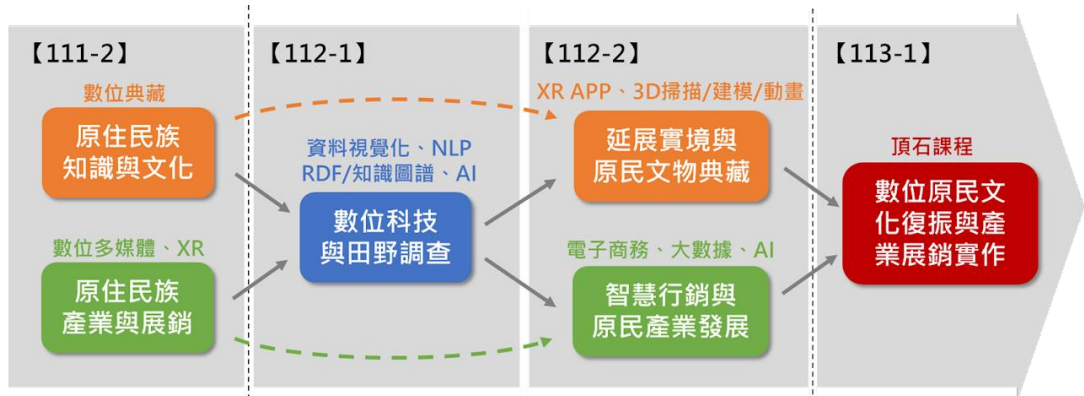 【111-2】
數位典藏
原住民族
知識與文化
數位多媒體、XR
原住民族
產業與展銷
【112-1】
資料視覺化、NLP
RDF/知識圖譜、AI
數位科技
與田野調查
【112-2】
XR APP、3D掃描/建模/動畫
延展實境與
原民文物典藏
電子商務、大數據、AI
智慧行銷與
原民產業發展
【113-1】
頂石課程
數位原民文
化復振與產
業展銷實作